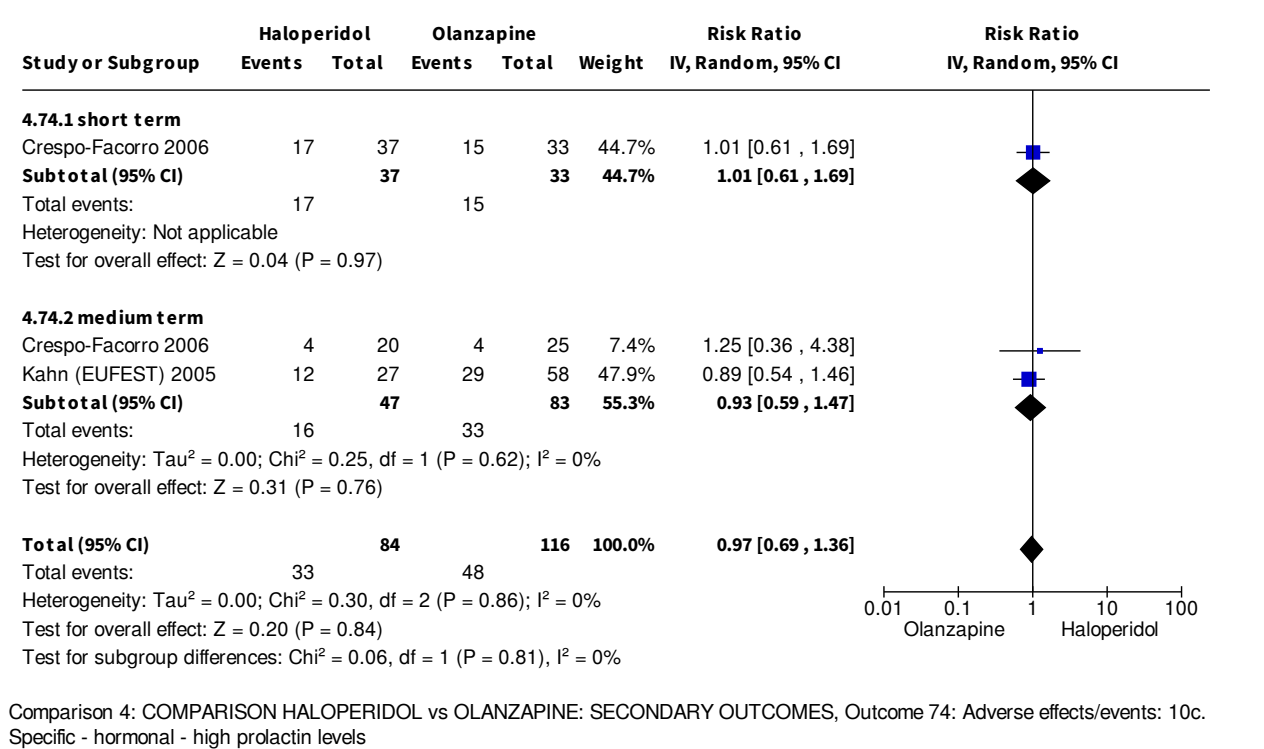 Haloperidol Olanzapine Risk Ratio Risk Ratio
Study or Subgroup Events Total Events Total Weight IV, Random, 95% CI IV, Random, 95% CI
4.74.1 short term
Crespo-Facorro 2006 17 37 15 33 44.7% 1.01 [0.61 , 1.69]
Subtotal (95% CI) 37 33 44.7% 1.01 [0.61 , 1.69]
Total events: 17 15
Heterogeneity: Not applicable
Test for overall effect: Z = 0.04 (P = 0.97)
4.74.2 medium term
Crespo-Facorro 2006 4 20 4 25 7.4% 1.25 [0.36 , 4.38]
Kahn (EUFEST) 2005 12 27 29 58 47.9% 0.89 [0.54 , 1.46]
Subtotal (95% CI) 47 83 55.3% 0.93 [0.59 , 1.47]
Total events: 16 33
Heterogeneity: Tau² = 0.00; Chi² = 0.25, df = 1 (P = 0.62); I² = 0%
Test for overall effect: Z = 0.31 (P = 0.76)
Total (95% CI) 84 116 100.0% 0.97 [0.69 , 1.36]
Total events: 33 48
Heterogeneity: Tau² = 0.00; Chi² = 0.30, df = 2 (P = 0.86); I² = 0%
Test for overall effect: Z = 0.20 (P = 0.84)
Test for subgroup differences: Chi² = 0.06, df = 1 (P = 0.81), I² = 0%
0.01 0.1 1 10 100
Olanzapine Haloperidol
Comparison 4: COMPARISON HALOPERIDOL vs OLANZAPINE: SECONDARY OUTCOMES, Outcome 74: Adverse effects/events: 10c.
Specific - hormonal - high prolactin levels